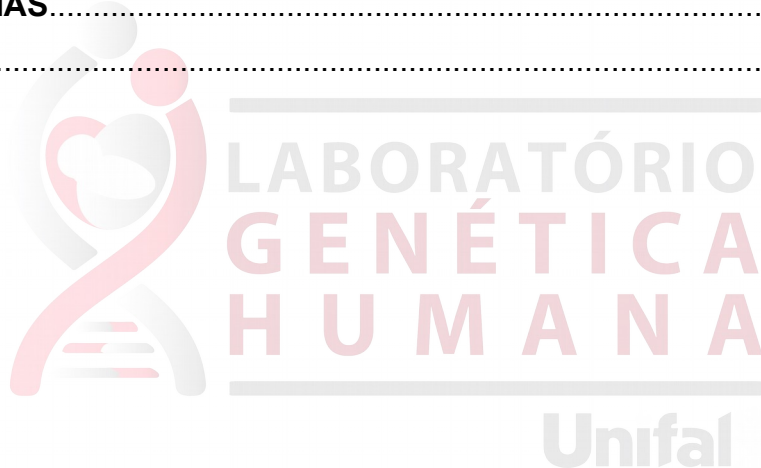 IAS........................................................................................
............................................................................................
LABORATÓRIO
GENÉTICA
HUMANA
Unifal